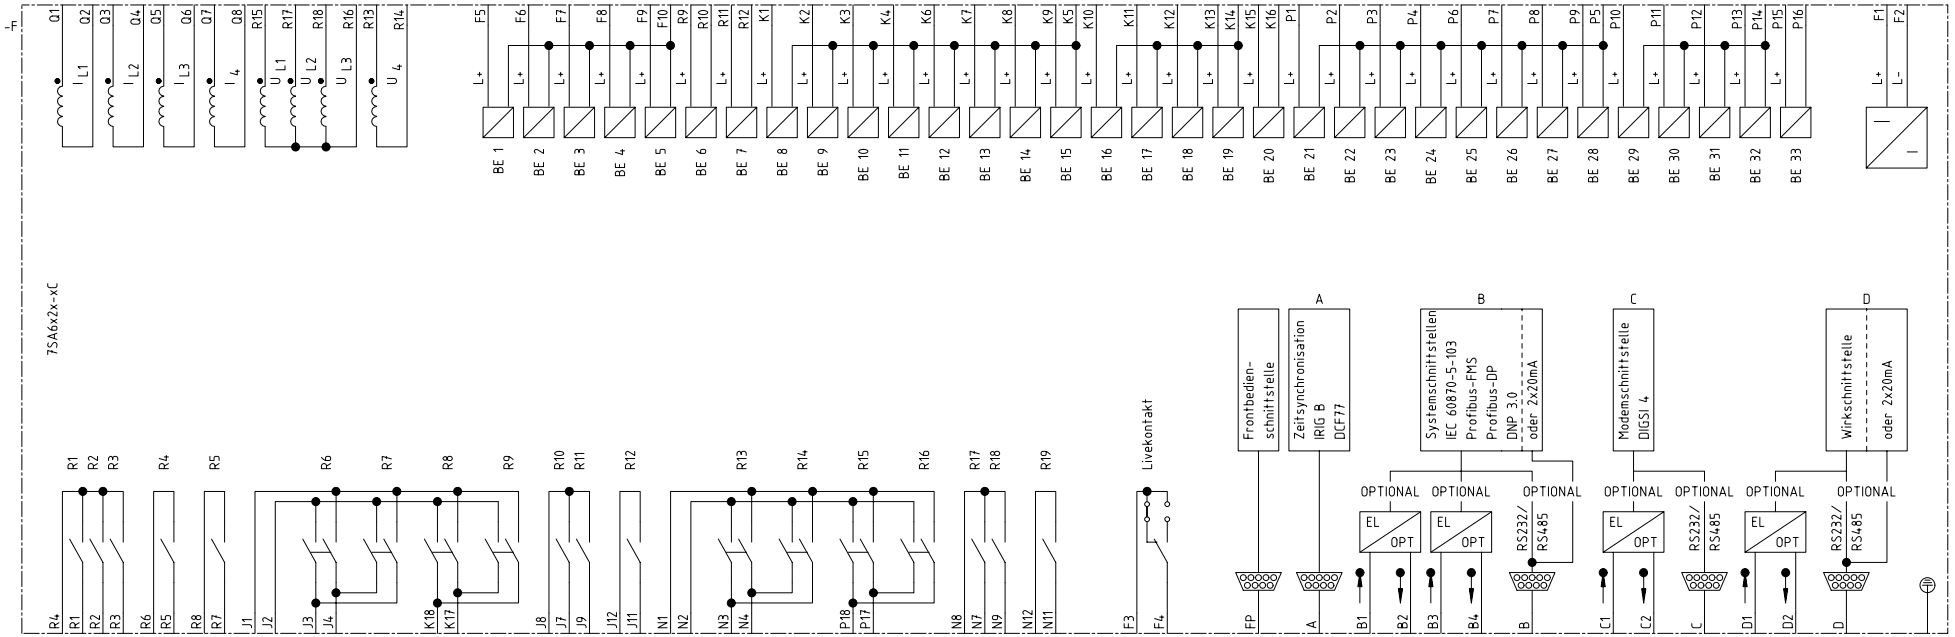 -F
Q1 Q2 Q3 Q4 Q5 Q6 Q7 Q8 R15 R17 R18 R16 R13 R14
F5 F6 F7 F8 F9 F10 R9 R10 R11 R12 K1 K2 K3 K4 K6 K7 K8 K9 K5 K10 K11 K12 K13 K14 K15 K16 P1 P2 P3 P4 P6 P7 P8 P9 P5 P10 P11 P12 P13 P14 P15 P16
F1 F2
I L1
I L2
I L3
I 4
U L1
U L2
U L3
U 4
L+ L+ L+ L+ L+ L+ L+ L+ L+ L+ L+ L+ L+ L+ L+ L+ L+ L+ L+ L+ L+ L+ L+ L+ L+ L+ L+ L+ L+ L+ L+ L+ L+
L+ L-
BE 1
BE 2
BE 3
BE 4
BE 5
BE 6
BE 7
BE 8
BE 9
BE 10
BE 11
BE 12
BE 13
BE 14
BE 15
BE 16
BE 17
BE 18
BE 19
BE 20
BE 21
BE 22
BE 23
BE 24
BE 25
BE 26
BE 27
BE 28
BE 29
BE 30
BE 31
BE 32
BE 33
7SA6x2x-xC
A
B
C
D
Frontbedien-
schnittstelle
Zeitsynchronisation
IRIG B
DCF77
Systemschnittstellen
IEC 60870-5-103
Profibus-FMS
Profibus-DP
DNP 3.0
oder 2x20mA
Modemschnittstelle
DIGSI 4
Wirkschnittstelle
oder 2x20mA
R1 R2 R3 R4 R5 R6 R7 R8 R9 R10 R11 R12 R13 R14 R15 R16 R17 R18 R19
Livekontakt
OPTIONAL OPTIONAL OPTIONAL OPTIONAL OPTIONAL OPTIONAL OPTIONAL
EL
OPT
EL
OPT
RS232/
RS485
EL
OPT
RS232/
RS485
EL
OPT
RS232/
RS485
R4 R1 R2 R3 R6 R5 R8 R7 J1 J2 J3 J4 K18 K17 J8 J7 J9 J12 J11 N1 N2 N3 N4 P18 P17 N8 N7 N9 N12 N11 F3 F4 FP A B1 B2 B3 B4 B C1 C2 C D1 D2 D